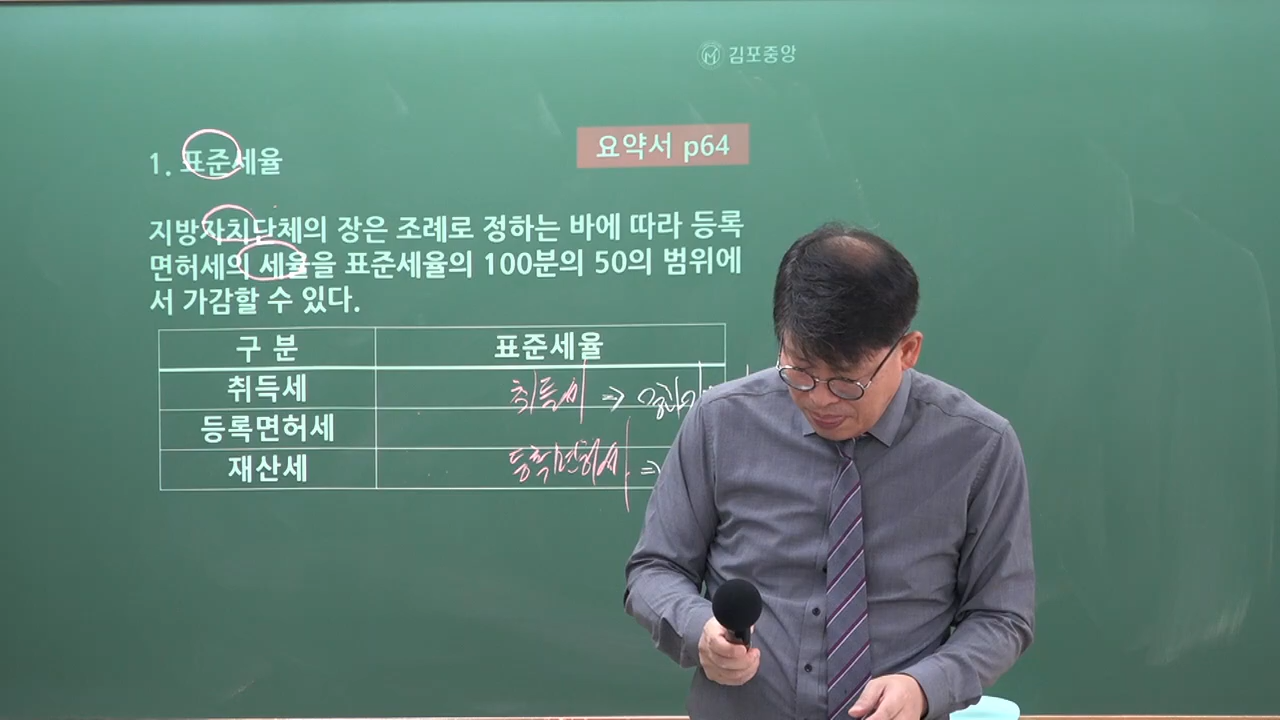 김포중앙
요약서 p64
1. 표준세율
지방자치단체의 장은 조례로 정하는 바에 따라 등록
면허세의 세율을 표준세율의 100분의 50의 범위에
서 가감할 수 있다.
구 분 표준세율
취득세 취득세 ⇒
등록면허세
재산세 등록면허세 ⇒